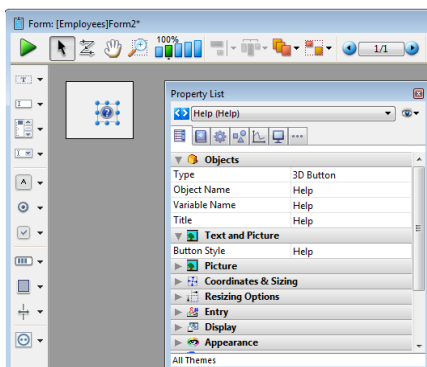 Form: [Employees]Form2*
100%
1/1
Property List
Help (Help)
Objects
Type 3D Button
Object Name Help
Variable Name Help
Title Help
Text and Picture
Button Style Help
Picture
Coordinates & Sizing
Resizing Options
Entry
Display
Appearance
All Themes